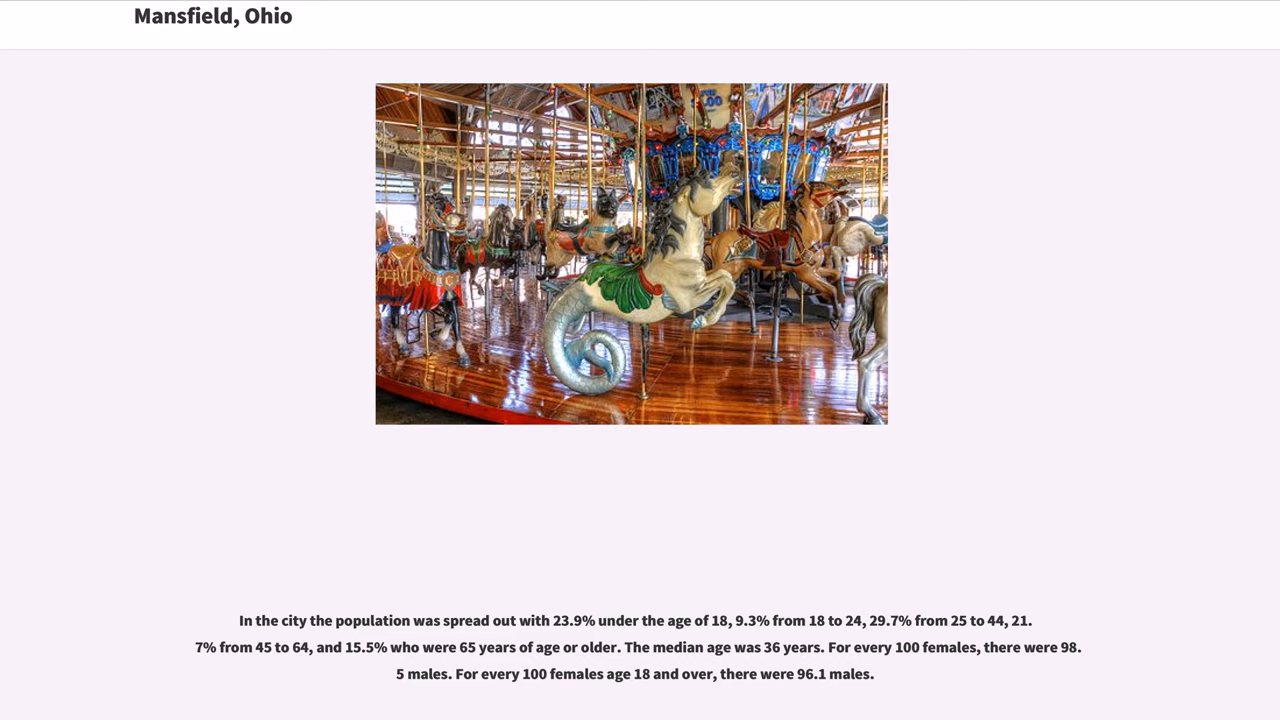 Mansfield, Ohio
.00
In the city the population was spread out with 23.9% under the age of 18, 9.3% from 18 to 24, 29.7% from 25 to 44, 21.
7% from 45 to 64, and 15.5% who were 65 years of age or older. The median age was 36 years. For every 100 females, there were 98.
5 males. For every 100 females age 18 and over, there were 96.1 males.